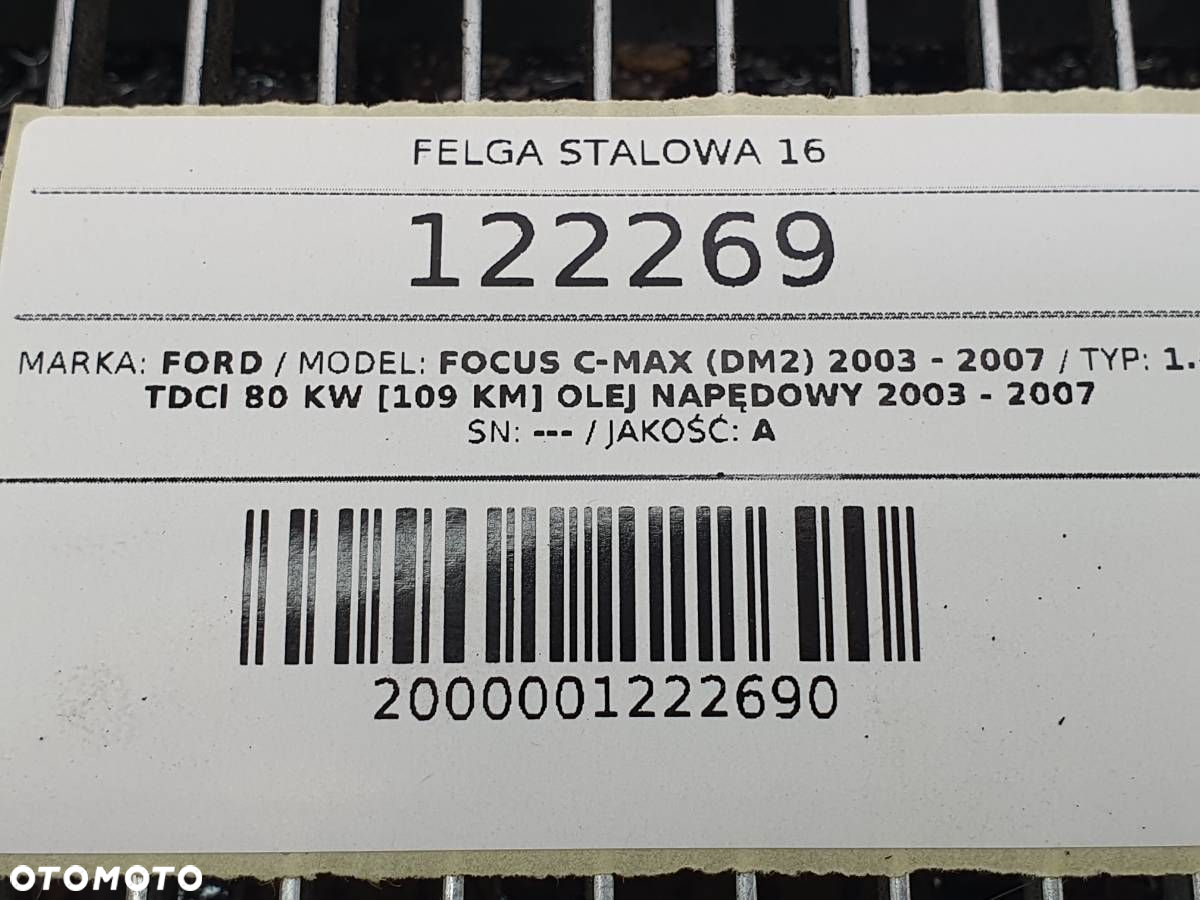 FELGA STALOWA 16
122269
MARKA: FORD / MODEL: FOCUS C-MAX (DM2) 2003 - 2007 / TYP: 1.
TDCI 80 KW [109 KM] OLEJ NAPĘDOWY 2003 - 2007
SN: --- / JAKOŚĆ: A
2000001222690
OTOMOTO